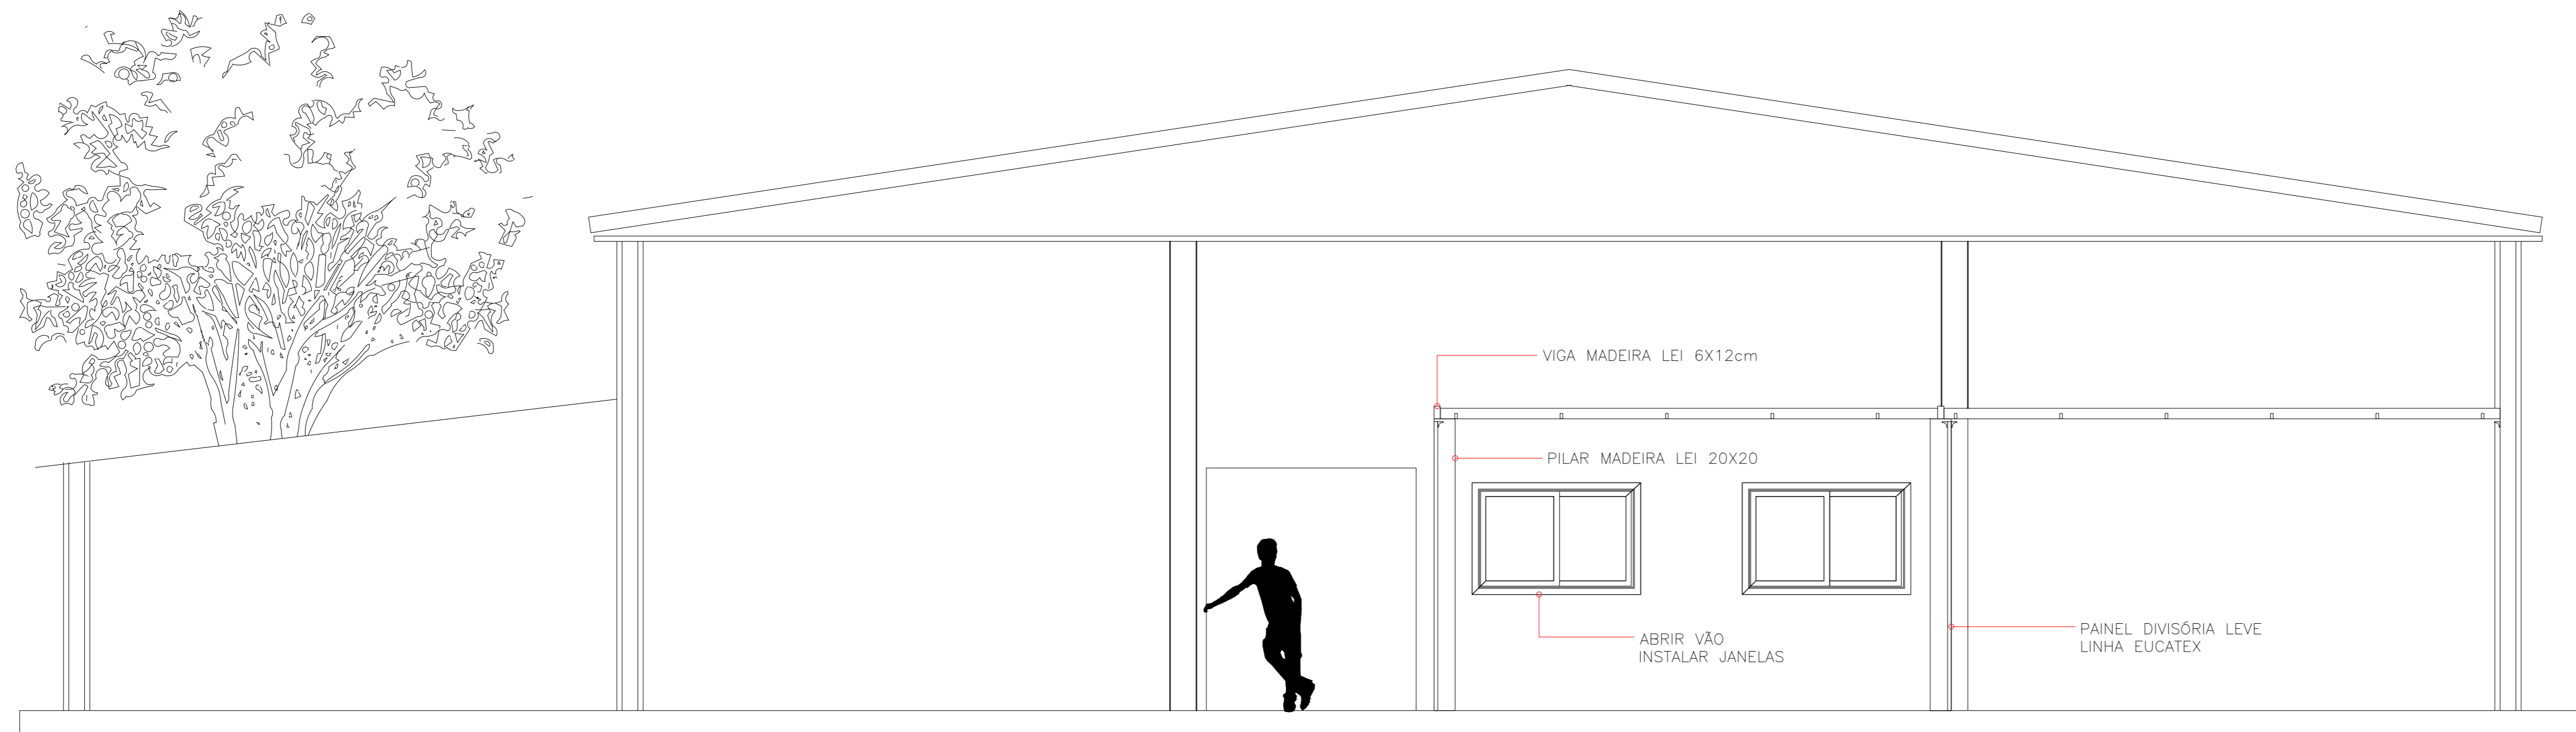 VIGA MADEIRA LEI 6X12cm
PILAR MADEIRA LEI 20X20
ABRIR VÃO
INSTALAR JANELAS
PAINEL DIVISÓRIA LEVE
LINHA EUCATEX